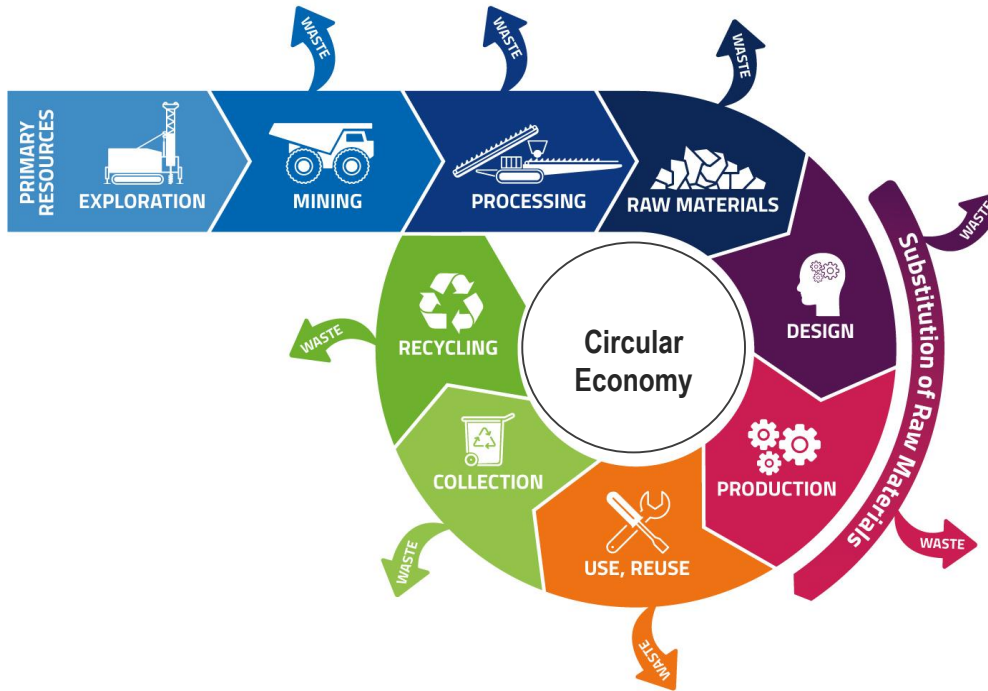 WASTE
WASTE
WASTE
PRIMARY
RESOURCES
EXPLORATION
MINING
PROCESSING
RAW MATERIALS
WASTE
Substitution of Raw Materials
DESIGN
Circular
Economy
RECYCLING
WASTE
COLLECTION
PRODUCTION
WASTE
WASTE
USE, REUSE
WASTE